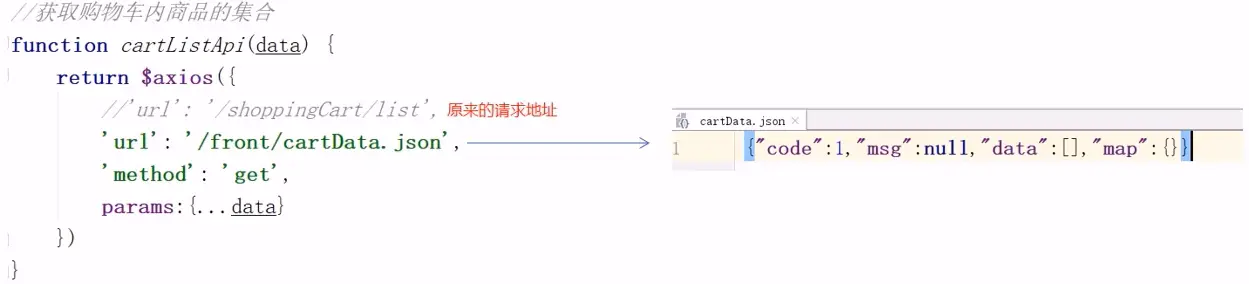 //获取购物车内商品的集合
function cartListApi(data) {
return $axios({
//'url': '/shoppingCart/list', 原来的请求地址
'url': '/front/cartData.json',
'method': 'get',
params:{...data}
})
}
cartData.json ×
1 {"code":1,"msg":null,"data":[],"map":{}}